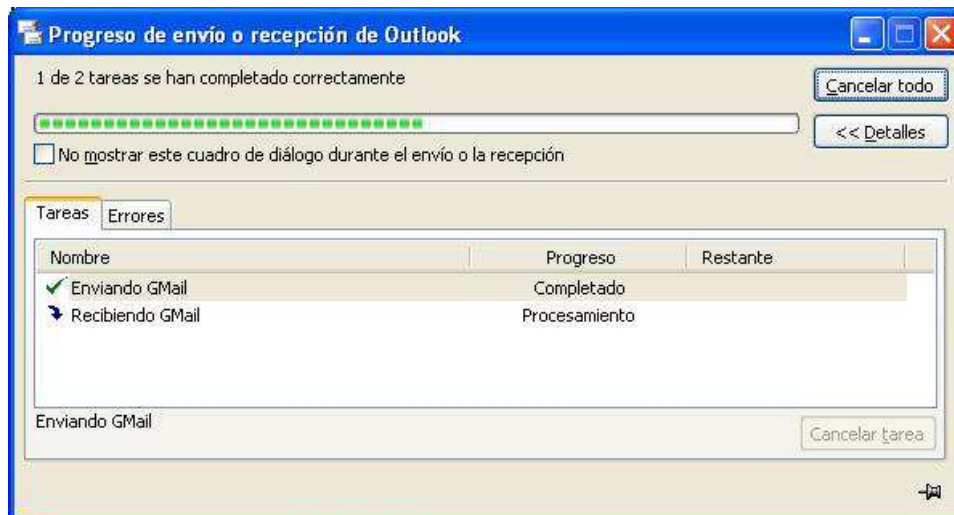 Progreso de envío o recepción de Outlook
1 de 2 tareas se han completado correctamente
Cancelar todo
<< Detalles
No mostrar este cuadro de diálogo durante el envío o la recepción
Tareas Errores
Nombre Progreso Restante
Enviando GMail Completado
Recibiendo GMail Procesamiento
Enviando GMail
Cancelar tarea